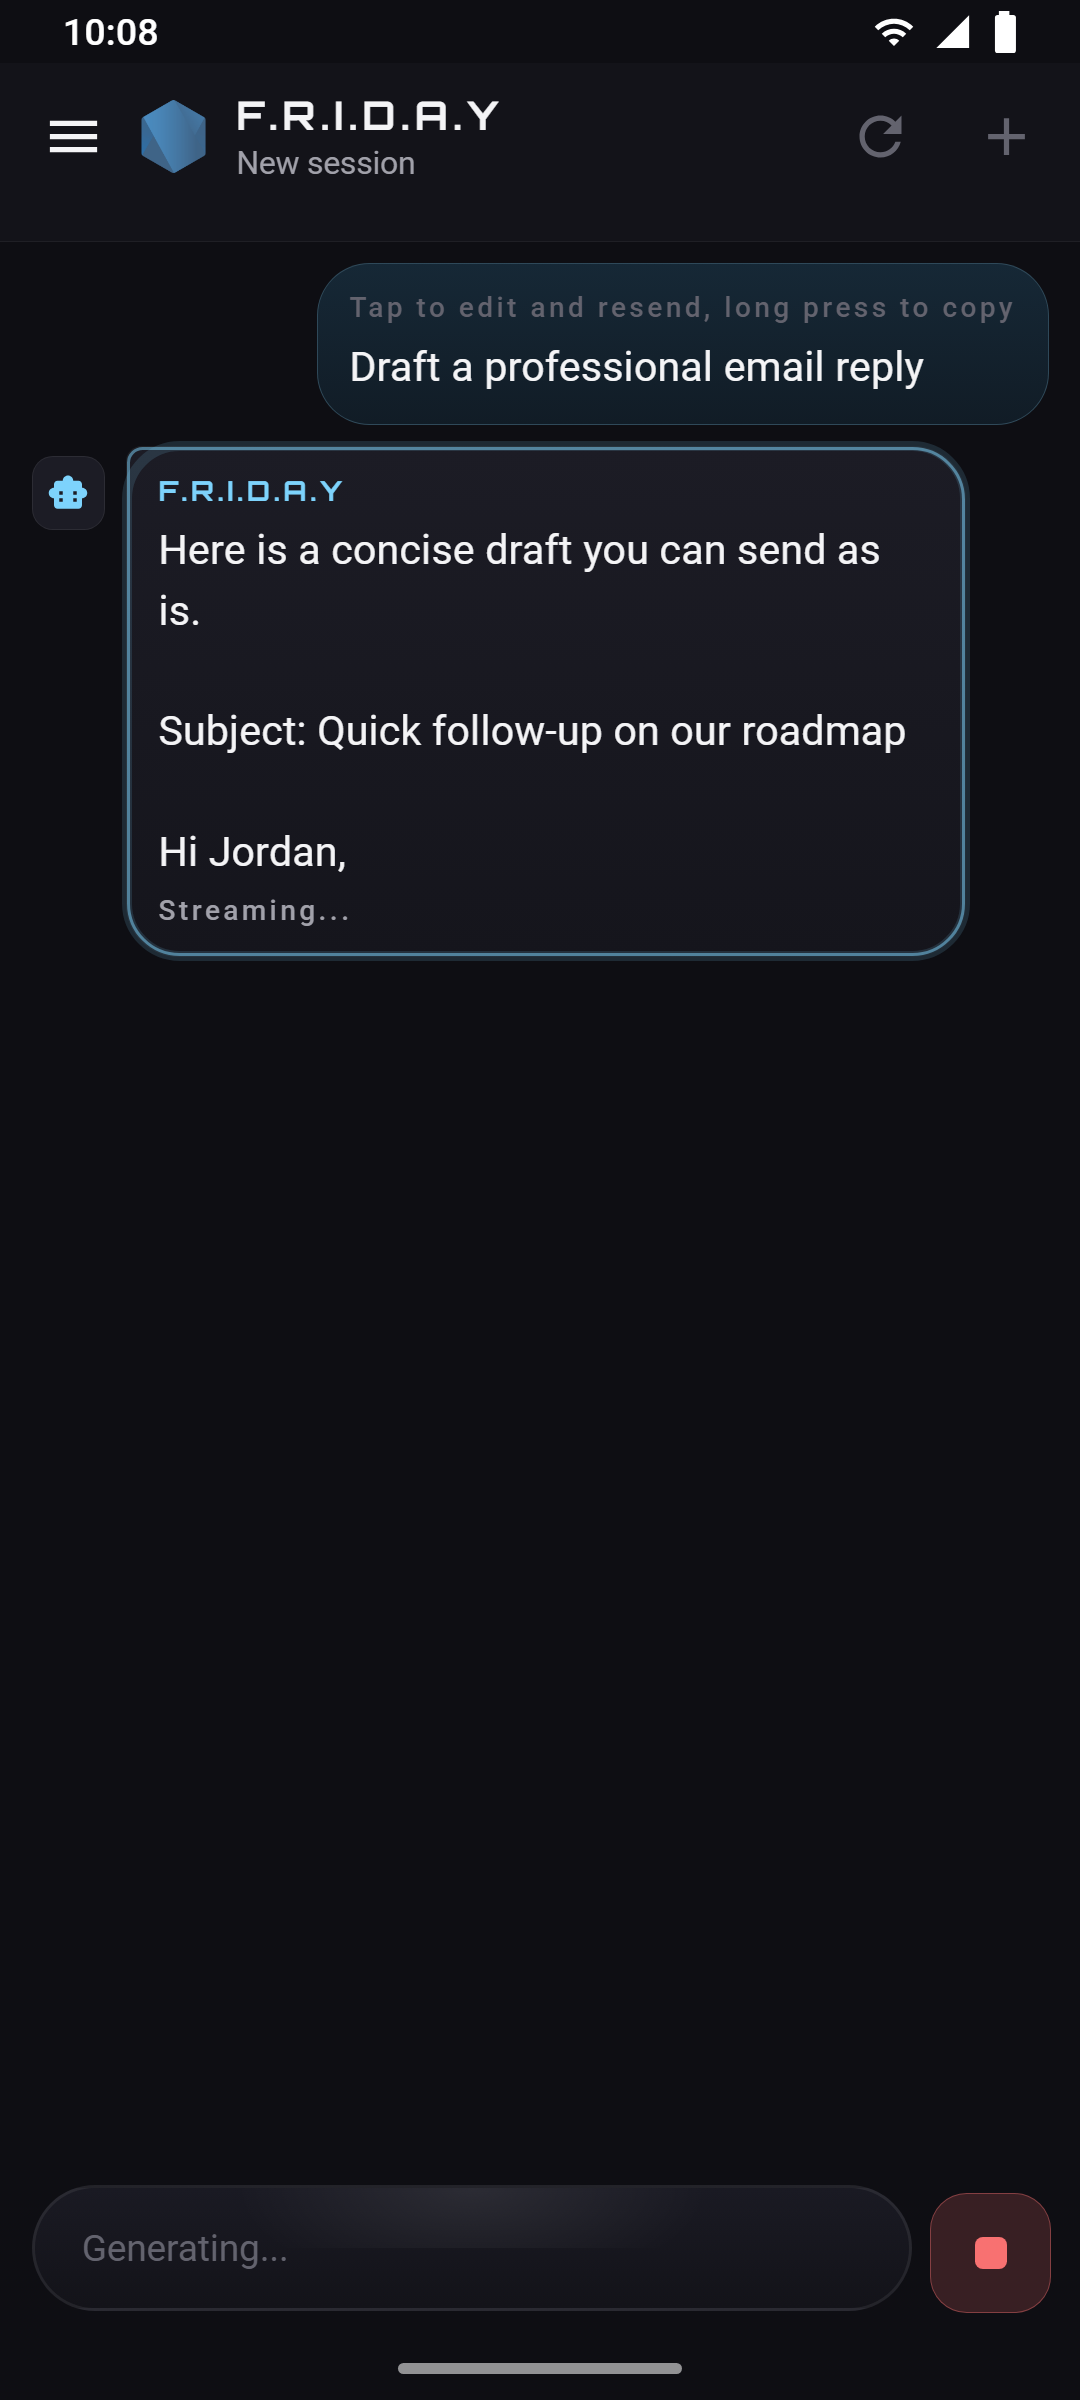 10:08
F.R.I.D.A.Y
New session
Tap to edit and resend, long press to copy
Draft a professional email reply
F.R.I.D.A.Y
Here is a concise draft you can send as
is.
Subject: Quick follow-up on our roadmap
Hi Jordan,
Streaming...
Generating...